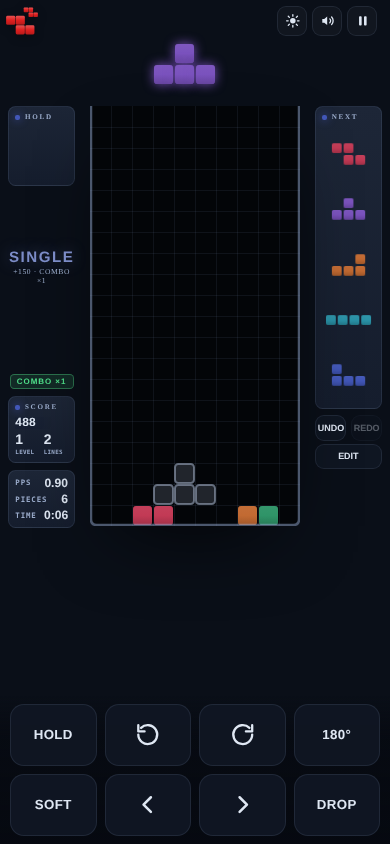 HOLD
NEXT
SINGLE
+150 · COMBO
×1
COMBO ×1
SCORE
488
1 2
LEVEL LINES
UNDO REDO
EDIT
PPS 0.90
PIECES 6
TIME 0:06
HOLD
180°
SOFT
DROP